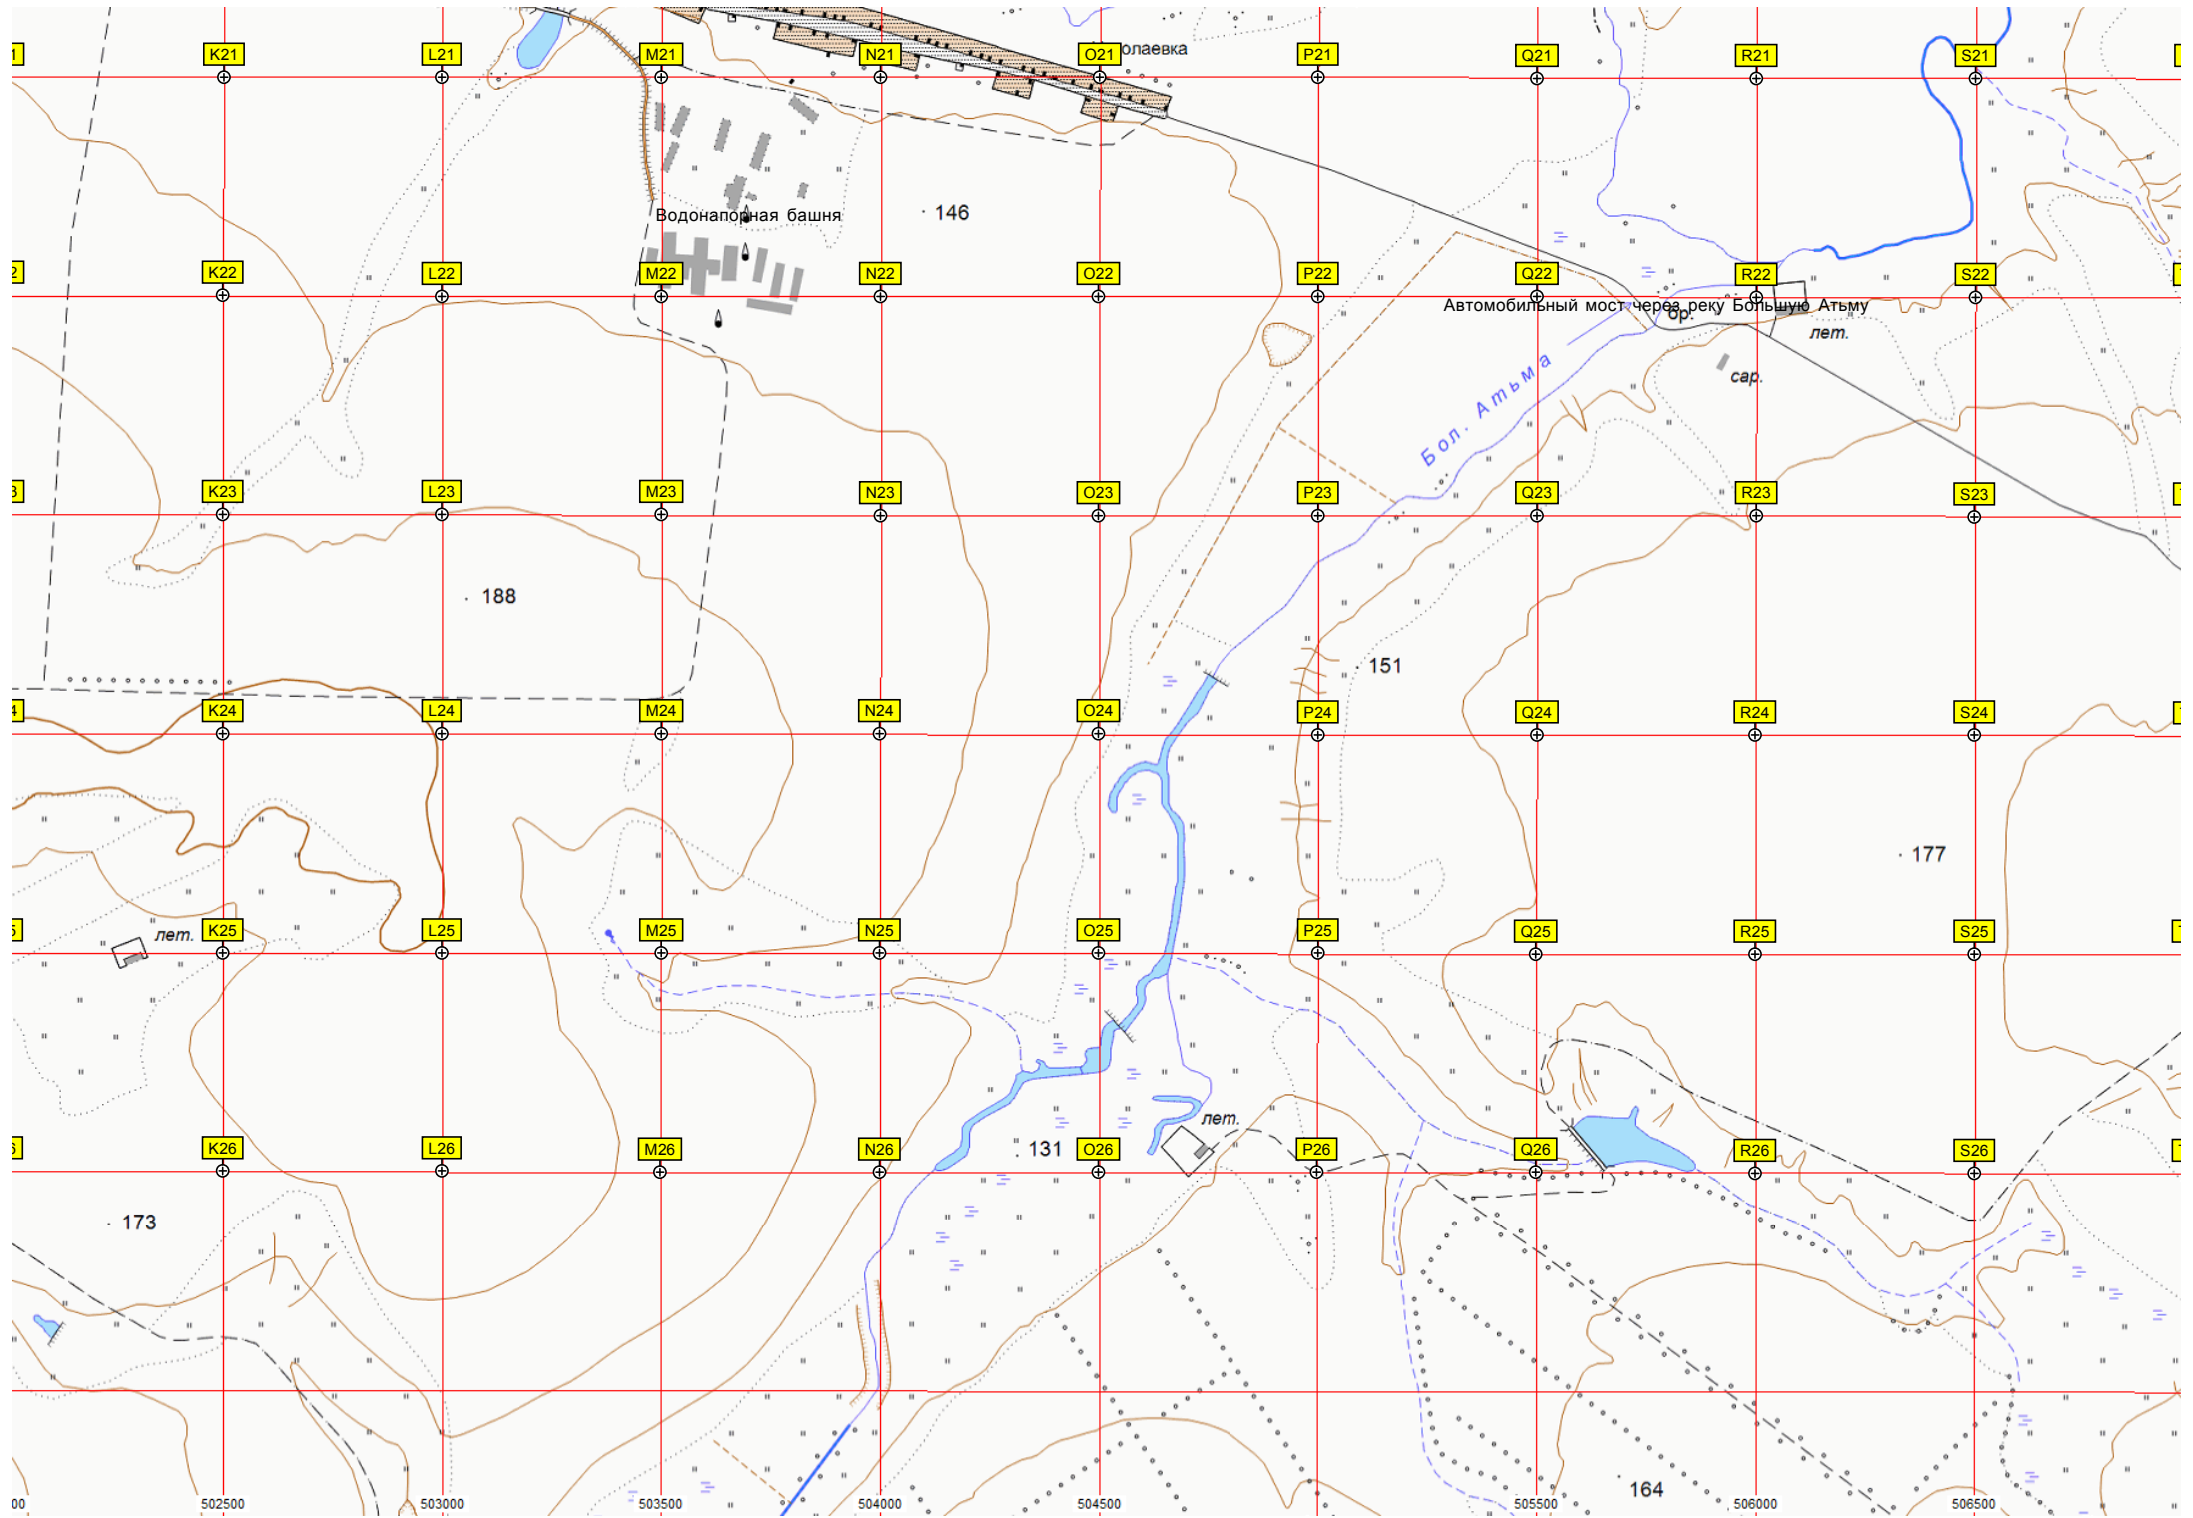 олаевка
K21 L21 M21 N21 O21 P21 Q21 R21 S21
146
Водонапорная башня
K22 L22 M22 N22 O22 P22 Q22 R22 S22
Автомобильный мост через реку Большую Атьму
бр.
лет.
сар.
Бол. Атьма
K23 L23 M23 N23 O23 P23 Q23 R23 S23
188
151
K24 L24 M24 N24 O24 P24 Q24 R24 S24
177
лет.
K25 L25 M25 N25 O25 P25 Q25 R25 S25
лет.
131
K26 L26 M26 N26 O26 P26 Q26 R26 S26
173
164
00 502500 503000 503500 504000 504500 505500 506000 506500